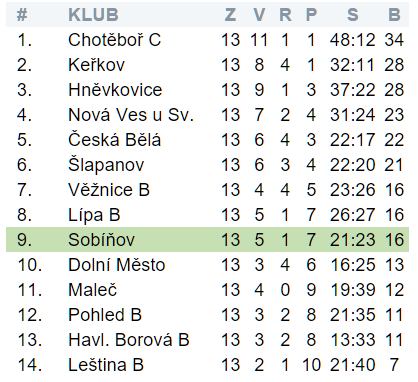 # KLUB Z V R P S B
1. Chotěboř C 13 11 1 1 48:12 34
2. Keřkov 13 8 4 1 32:11 28
3. Hněvkovice 13 9 1 3 37:22 28
4. Nová Ves u Sv. 13 7 2 4 31:24 23
5. Česká Bělá 13 6 4 3 22:17 22
6. Šlapanov 13 6 3 4 22:20 21
7. Věžnice B 13 4 4 5 23:26 16
8. Lípa B 13 5 1 7 26:27 16
9. Sobíňov 13 5 1 7 21:23 16
10. Dolní Město 13 3 4 6 16:25 13
11. Maleč 13 4 0 9 19:39 12
12. Pohled B 13 3 2 8 21:35 11
13. Havl. Borová B 13 3 2 8 13:33 11
14. Leština B 13 2 1 10 21:40 7